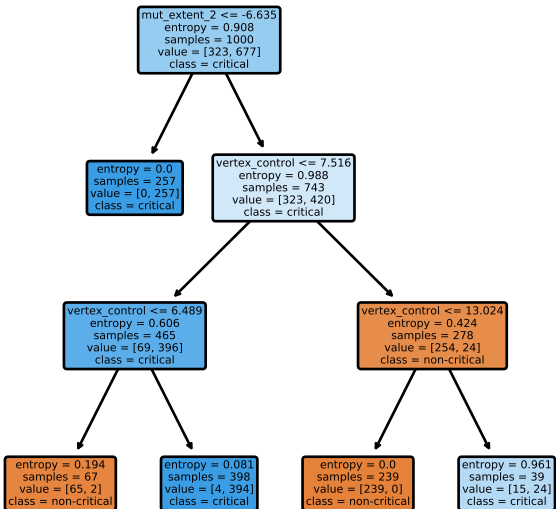 mut_extent_2 <= -6.635
entropy = 0.908
samples = 1000
value = [323, 677]
class = critical
entropy = 0.0
samples = 257
value = [0, 257]
class = critical
vertex_control <= 7.516
entropy = 0.988
samples = 743
value = [323, 420]
class = critical
vertex_control <= 6.489
entropy = 0.606
samples = 465
value = [69, 396]
class = critical
vertex_control <= 13.024
entropy = 0.424
samples = 278
value = [254, 24]
class = non-critical
entropy = 0.194
samples = 67
value = [65, 2]
class = non-critical
entropy = 0.081
samples = 398
value = [4, 394]
class = critical
entropy = 0.0
samples = 239
value = [239, 0]
class = non-critical
entropy = 0.961
samples = 39
value = [15, 24]
class = critical